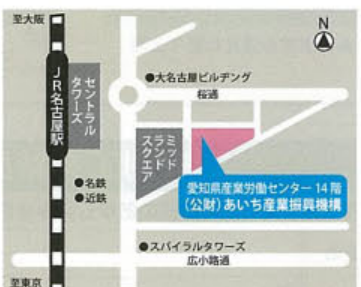 至大阪
N
JR名古屋駅
セントラル
タワーズ
●大名古屋ビルヂング
桜通
ミッド
ランド
スクエア
●名鉄
●近鉄
愛知県産業労働センター 14階
(公財)あいち産業振興機構
●スパイラルタワーズ
広小路通
至東京